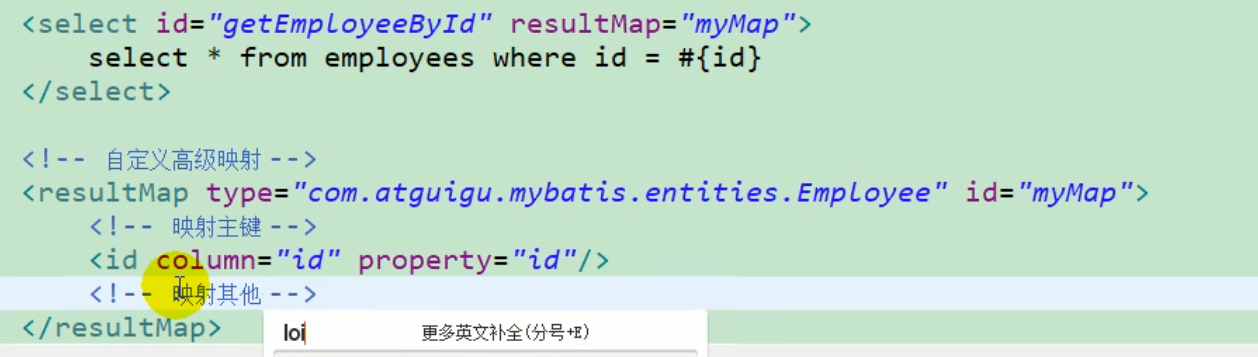 <select id="getEmployeeById" resultMap="myMap">
select * from employees where id = #{id}
</select>
<!-- 自定义高级映射 -->
<resultMap type="com.atguigu.mybatis.entities.Employee" id="myMap">
<!-- 映射主键 -->
<id column="id" property="id"/>
<!-- 映射其他 -->
</resultMap>
loi 更多英文补全(分号+E)